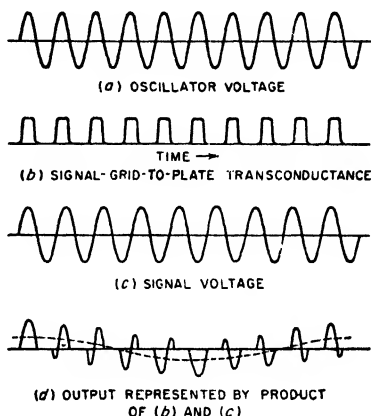 (a) OSCILLATOR VOLTAGE
TIME →
(b) SIGNAL-GRID-TO-PLATE TRANSCONDUCTANCE
(c) SIGNAL VOLTAGE
(d) OUTPUT REPRESENTED BY PRODUCT
OF (b) AND (c)